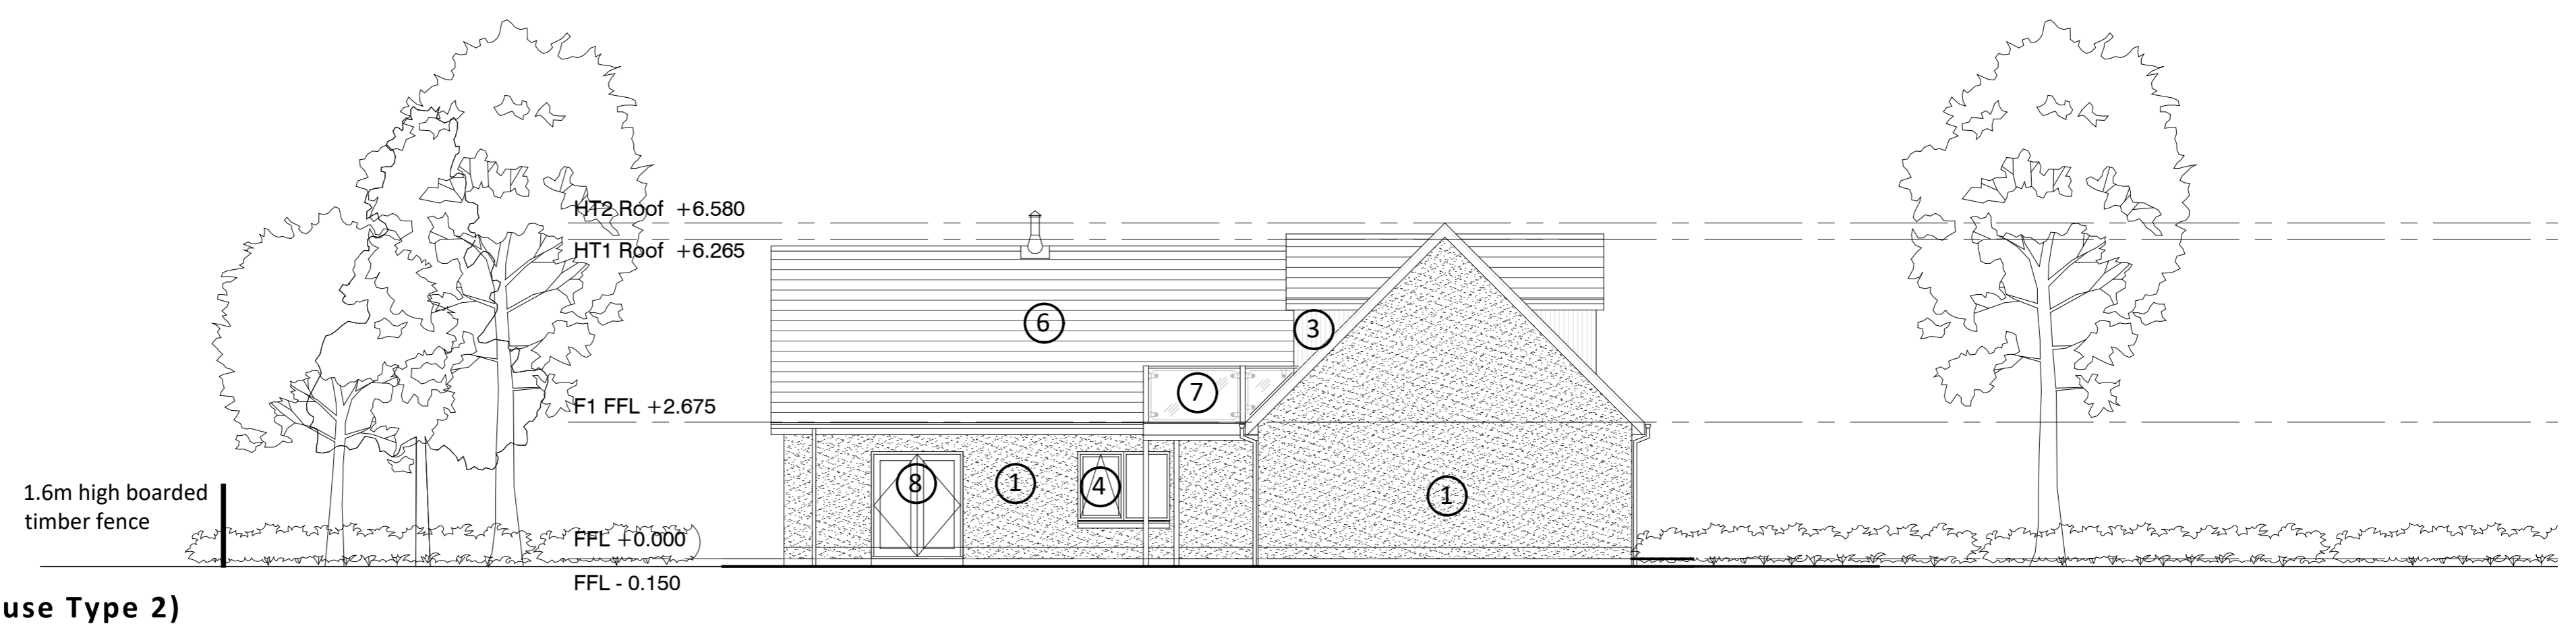 HT2 Roof +6.580
HT1 Roof +6.265
6
3
7
F1 FFL +2.675
8
1
4
1
1.6m high boarded
timber fence
FFL +0.000
FFL - 0.150
use Type 2)